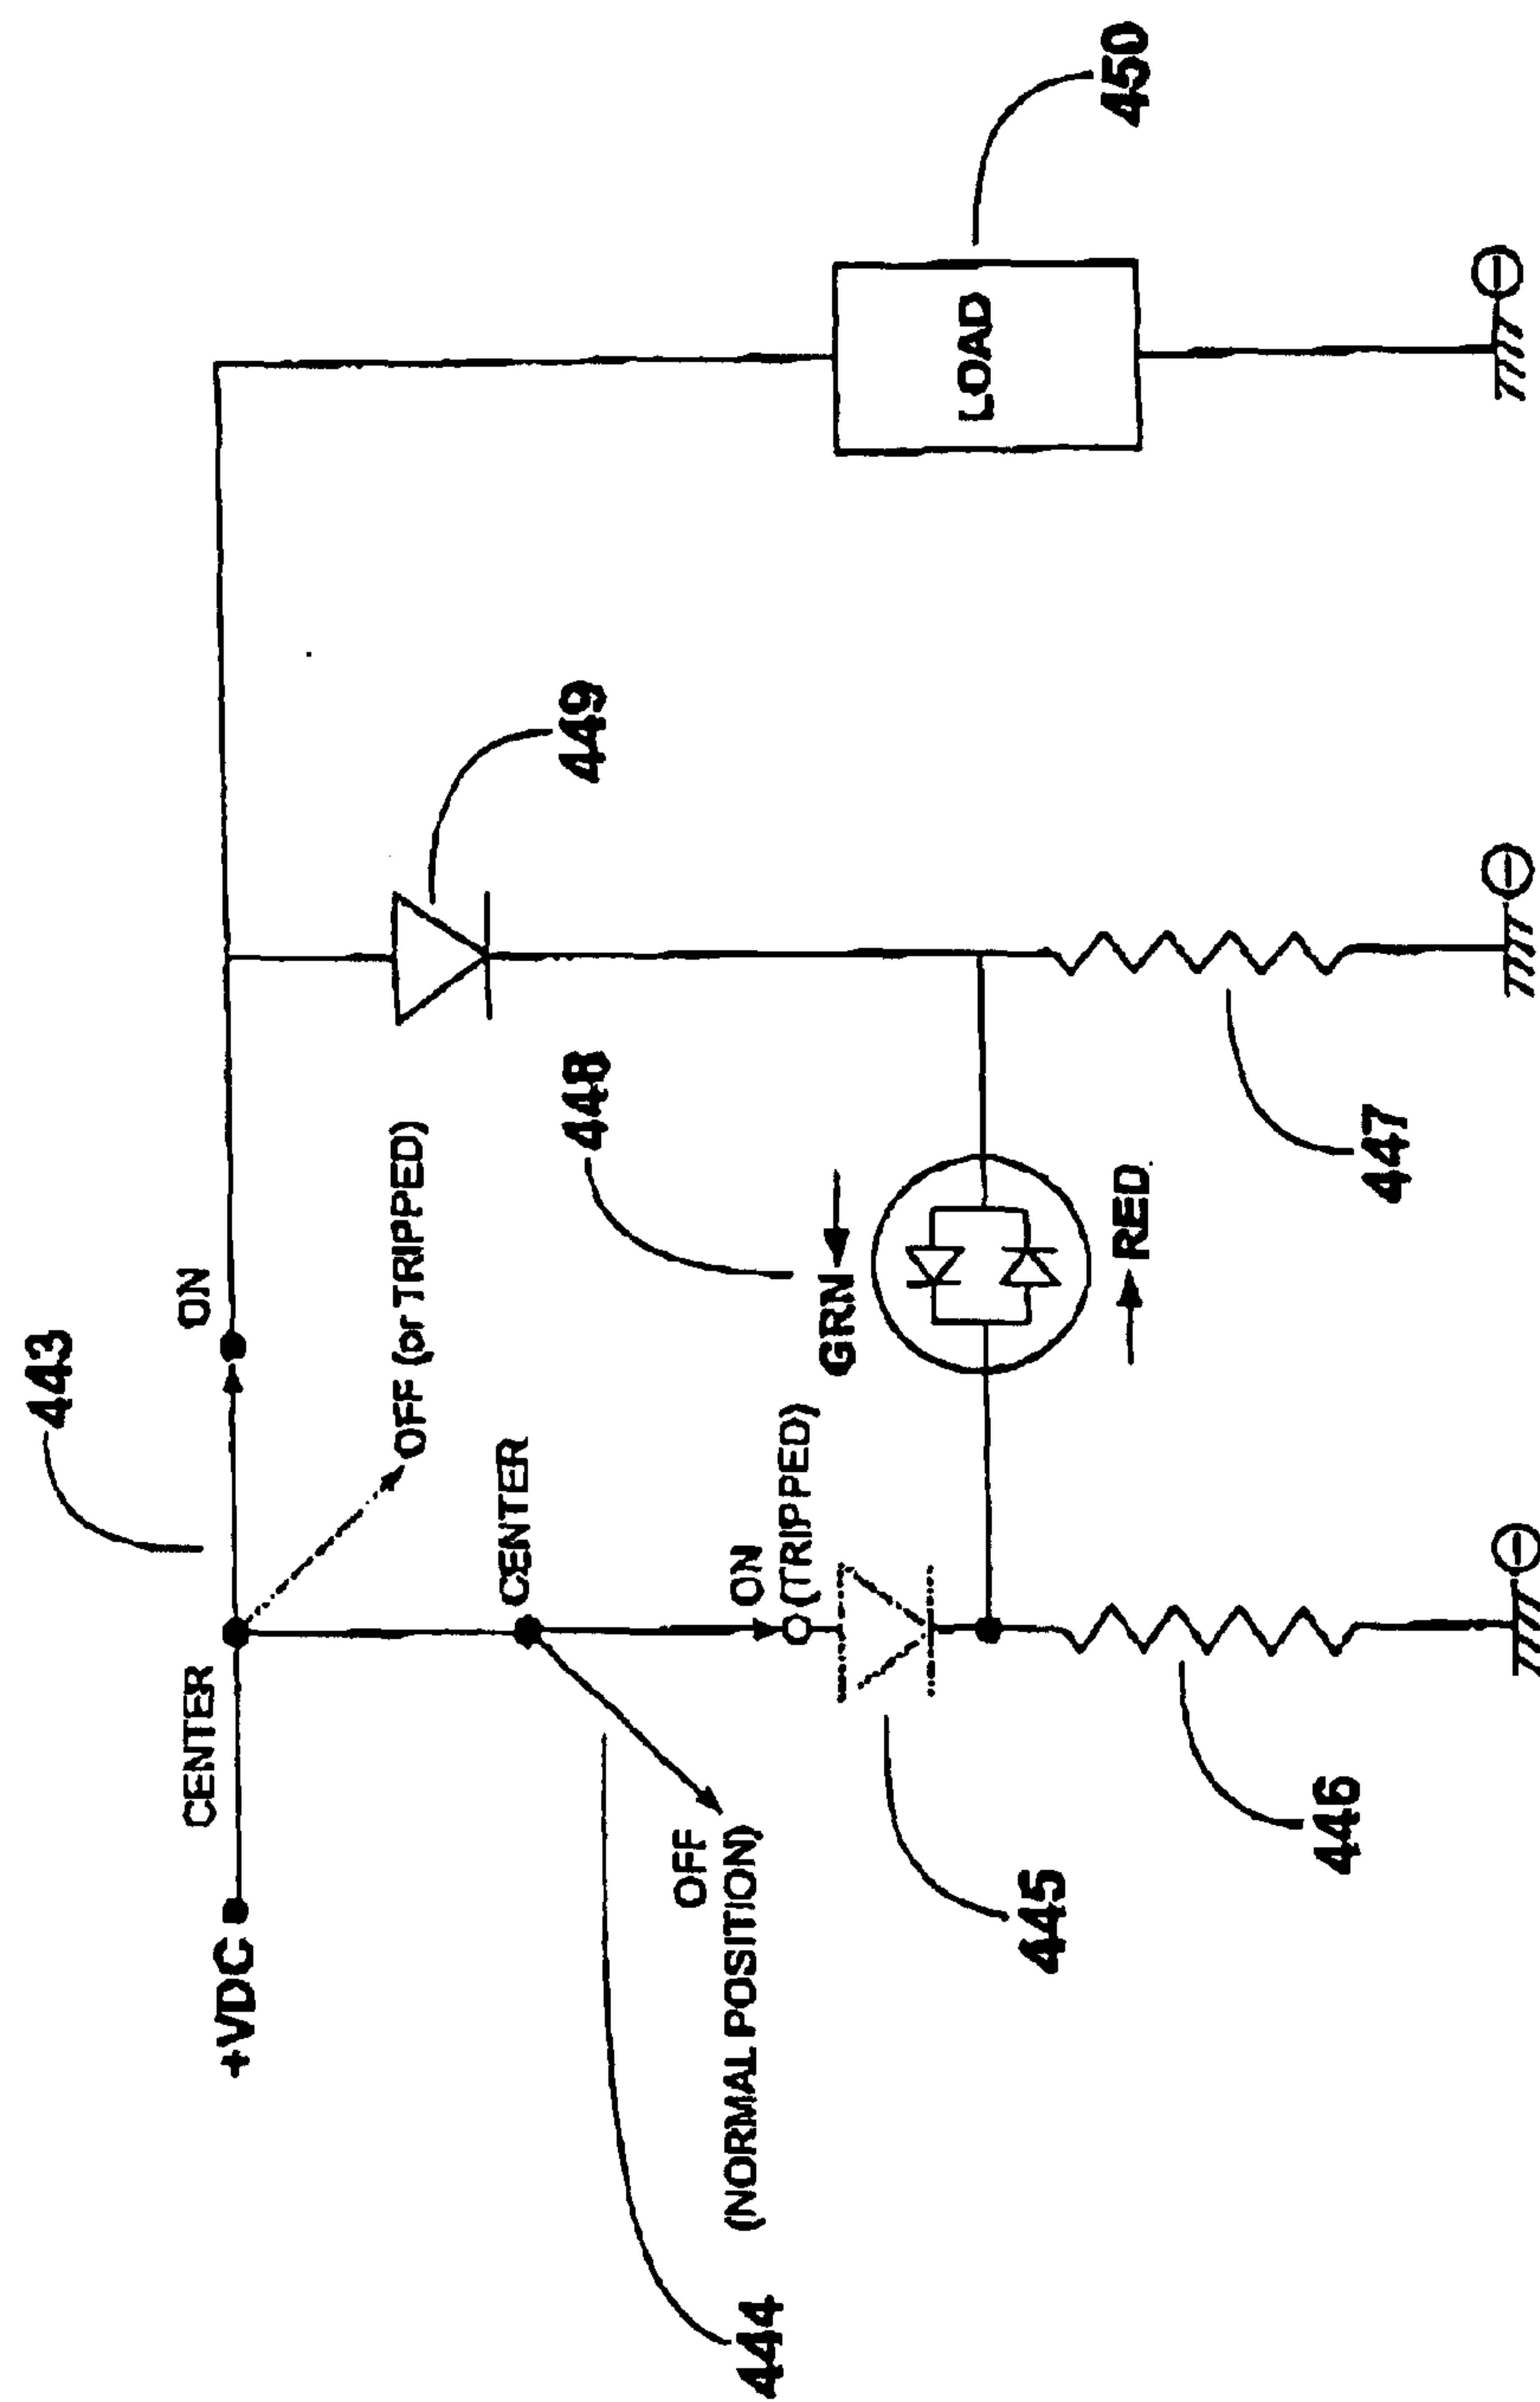 443
CENTER
ON
+VDC
OFF (or TRIPPED)
CENTER
449
448
444
OFF
(NORMAL POSITION)
ON
(TRIPPED)
GRN
RED
LOAD
450
445
446
447